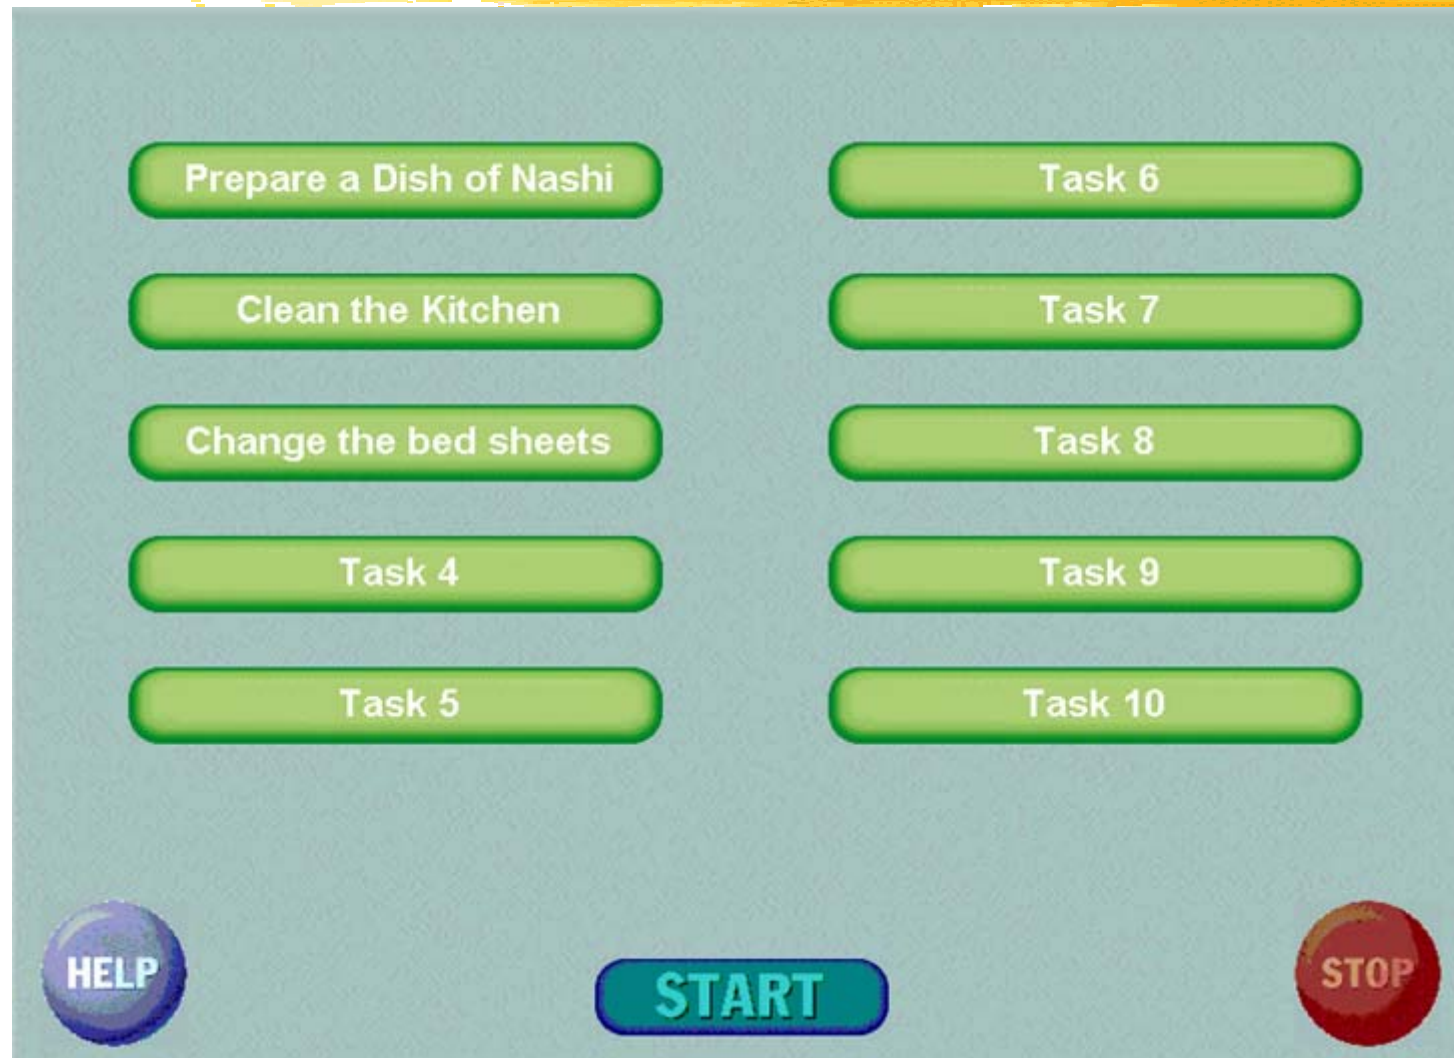 Prepare a Dish of Nashi
Clean the Kitchen
Change the bed sheets
Task 4
Task 5
Task 6
Task 7
Task 8
Task 9
Task 10
HELP
START
STOP